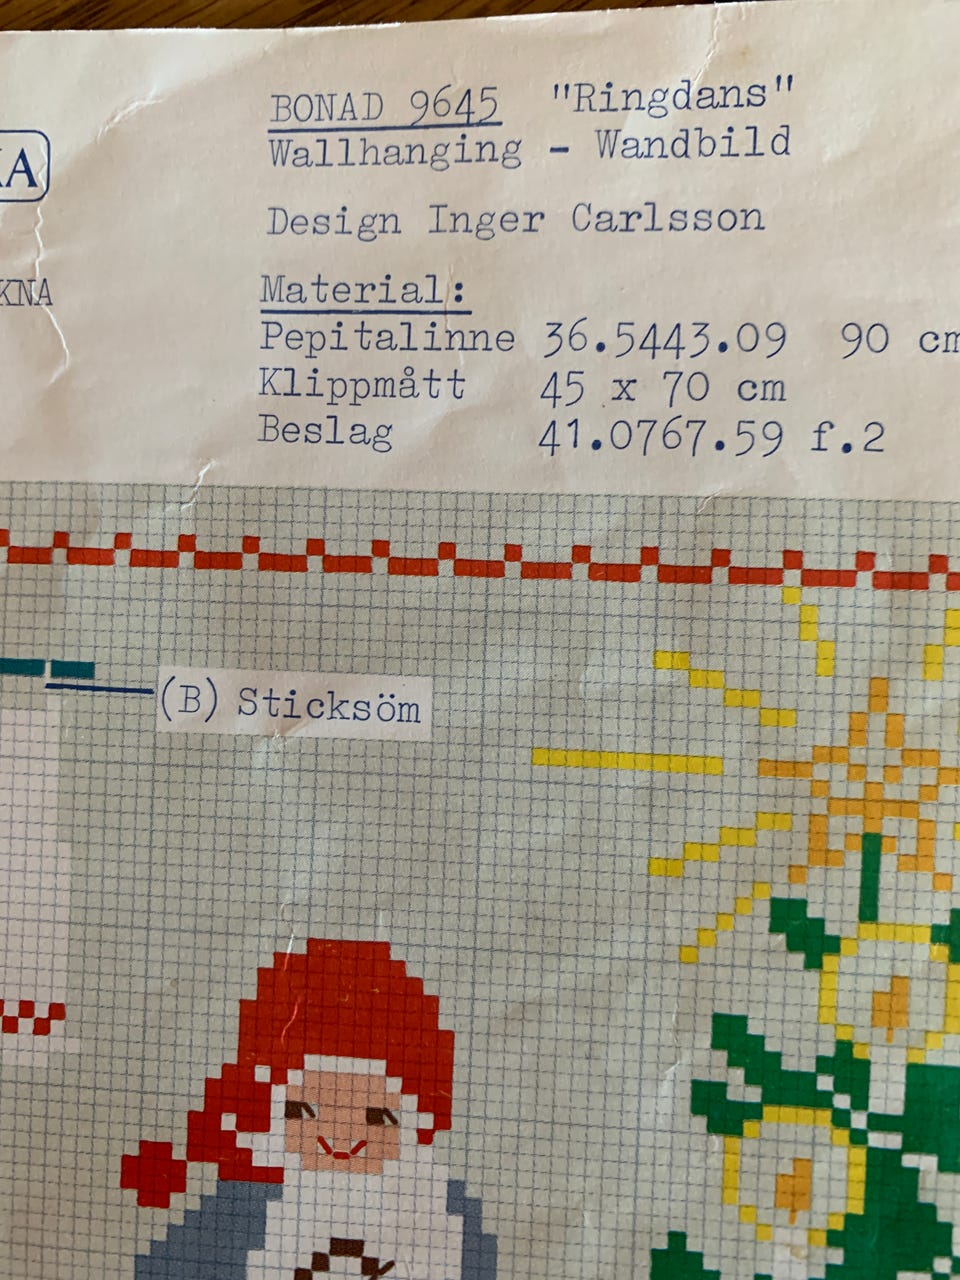 BONAD 9645 "Ringdans"
Wallhanging - Wandbild
Design Inger Carlsson
Material:
Pepitalinne 36.5443.09 90 cm
Klippmått 45 x 70 cm
Beslag 41.0767.59 f.2
(B) Sticksöm